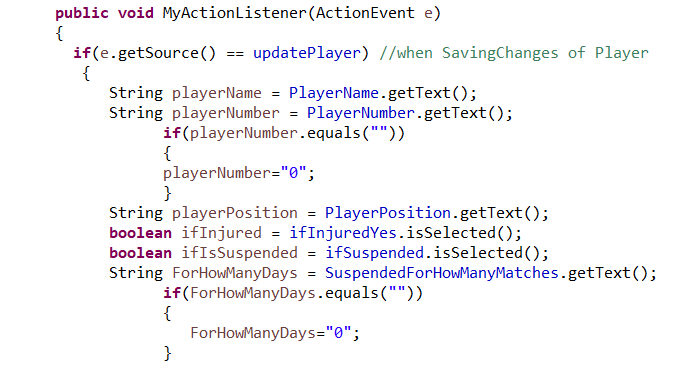 public void MyActionListener(ActionEvent e)
{
if(e.getSource() == updatePlayer) //when SavingChanges of Player
{
String playerName = PlayerName.getText();
String playerNumber = PlayerNumber.getText();
if(playerNumber.equals(""))
{
playerNumber="0";
}
String playerPosition = PlayerPosition.getText();
boolean ifInjured = ifInjuredYes.isSelected();
boolean ifIsSuspended = ifSuspended.isSelected();
String ForHowManyDays = SuspendedForHowManyMatches.getText();
if(ForHowManyDays.equals(""))
{
ForHowManyDays="0";
}